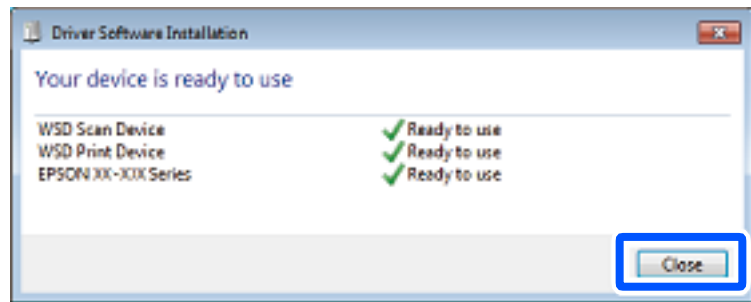 Driver Software Installation
Your device is ready to use
WSD Scan Device Ready to use
WSD Print Device Ready to use
EPSON XX-XXX Series Ready to use
Close